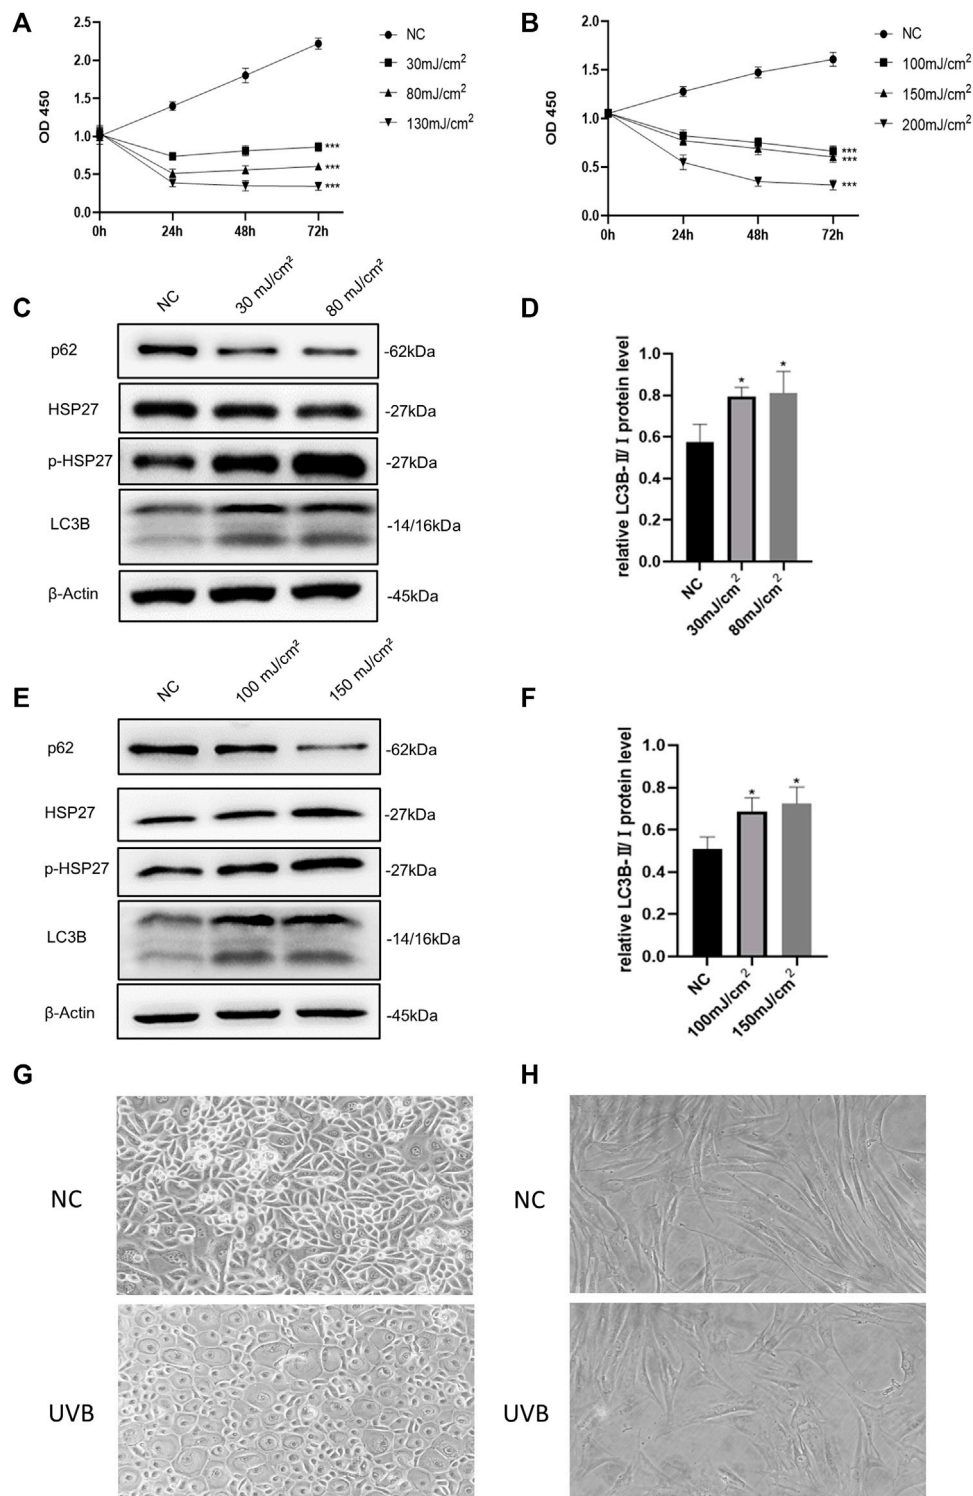 A
OD 450
2.5
2.0
1.5
1.0
0.5
0.0
0h
24h
48h
72h
***
***
***
NC
30mJ/cm²
80mJ/cm²
130mJ/cm²
B
OD 450
2.0
1.5
1.0
0.5
0.0
0h
24h
48h
72h
***
***
***
NC
100mJ/cm²
150mJ/cm²
200mJ/cm²
C
NC
30 mJ/cm²
80 mJ/cm²
p62
-62kDa
HSP27
-27kDa
p-HSP27
-27kDa
LC3B
-14/16kDa
β-Actin
-45kDa
D
relative LC3B-Ⅱ/Ⅰ protein level
1.0
0.8
0.6
0.4
0.2
0.0
*
*
NC
30mJ/cm²
80mJ/cm²
E
NC
100 mJ/cm²
150 mJ/cm²
p62
-62kDa
HSP27
-27kDa
p-HSP27
-27kDa
LC3B
-14/16kDa
β-Actin
-45kDa
F
relative LC3B-Ⅱ/Ⅰ protein level
1.0
0.8
0.6
0.4
0.2
0.0
*
*
NC
100mJ/cm²
150mJ/cm²
G
NC
UVB
H
NC
UVB